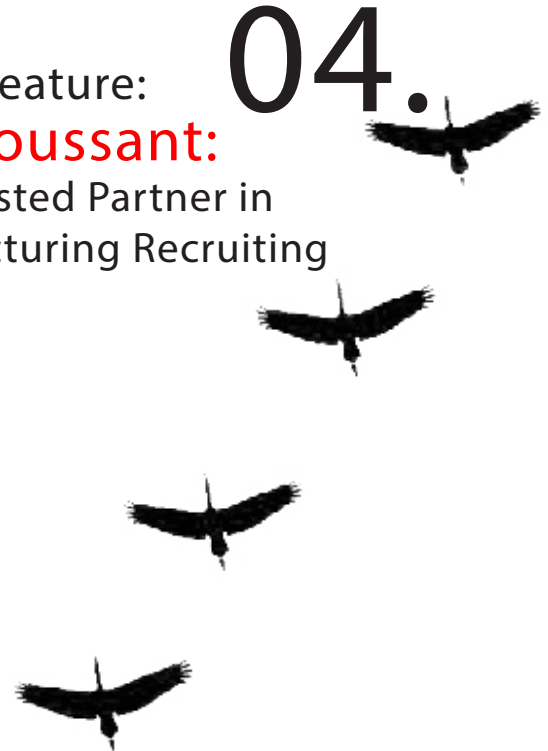 04.
eature:
oussant:
sted Partner in
turing Recruiting